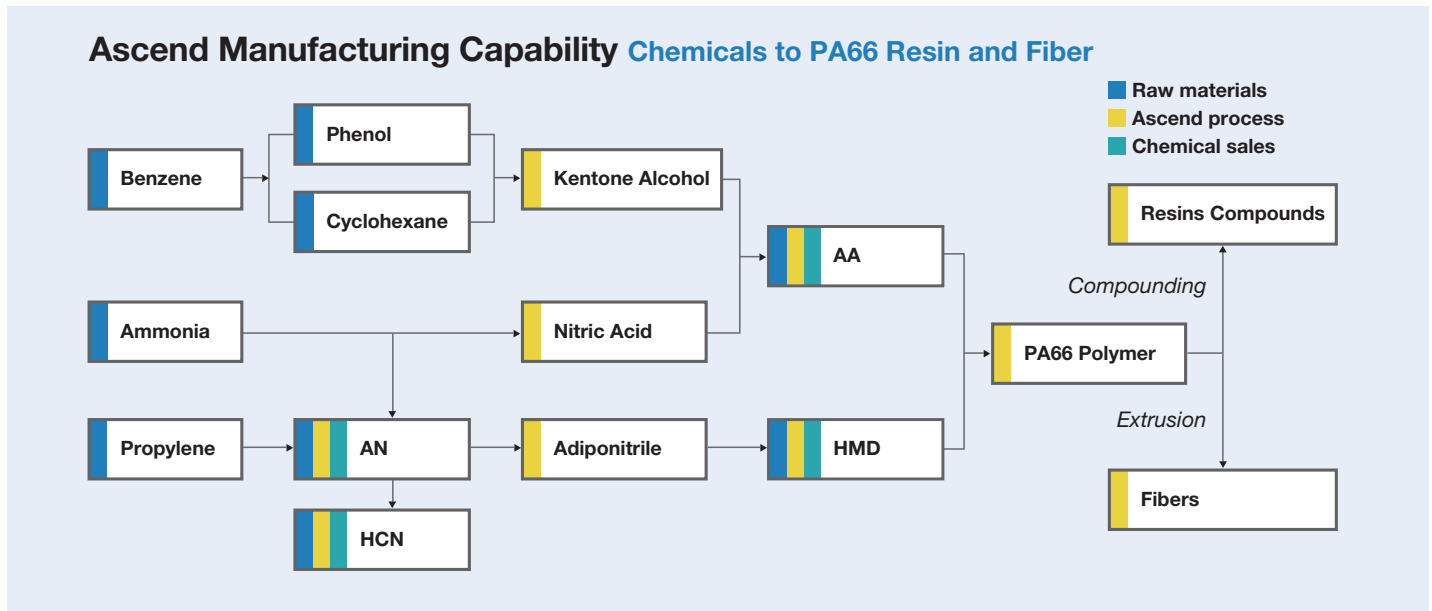 Ascend Manufacturing Capability Chemicals to PA66 Resin and Fiber
Raw materials
Ascend process
Chemical sales
Benzene
Phenol
Cyclohexane
Kentone Alcohol
Ammonia
Nitric Acid
AA
Propylene
AN
HCN
Adiponitrile
HMD
PA66 Polymer
Compounding
Resins Compounds
Extrusion
Fibers